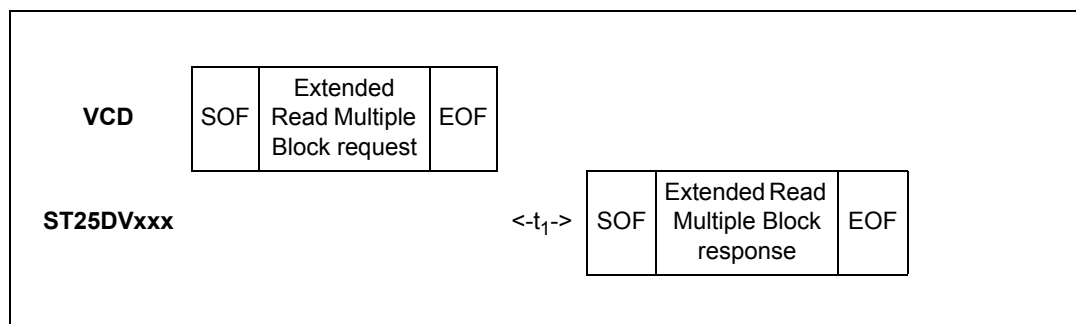 VCD
SOF
Extended
Read Multiple
Block request
EOF
ST25DVxxx
<-t1->
SOF
Extended Read
Multiple Block
response
EOF